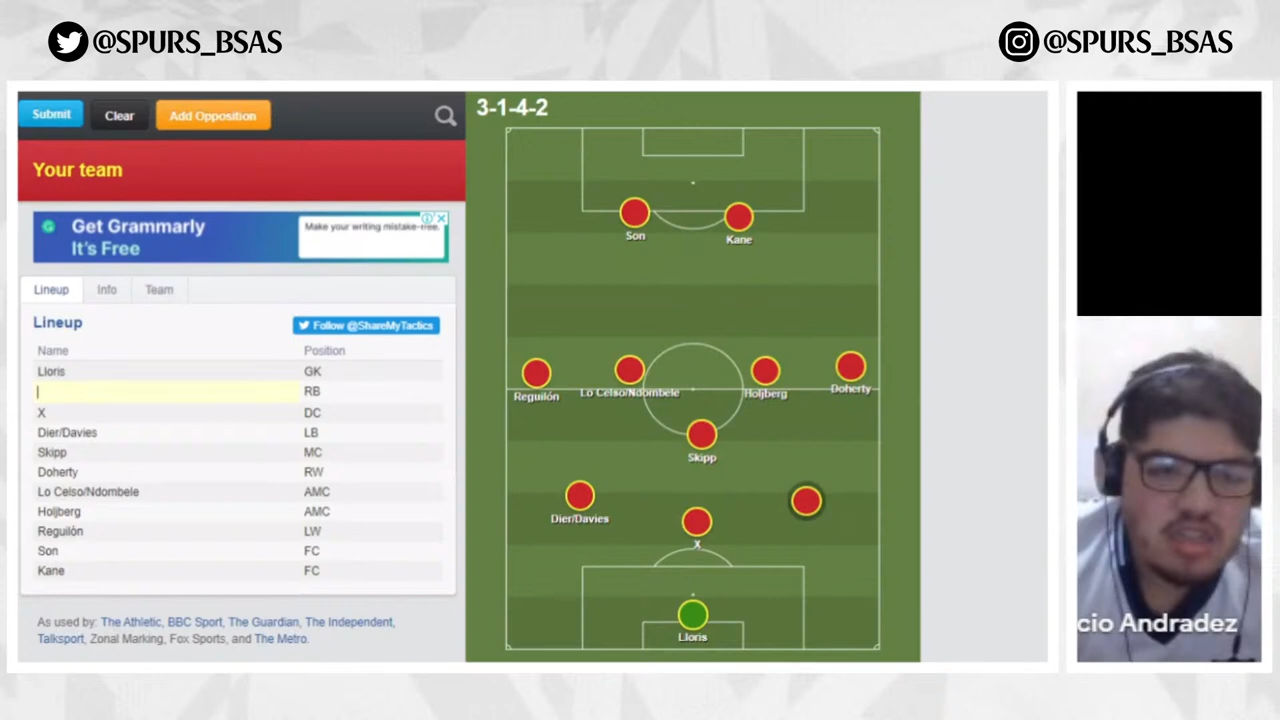 @SPURS_BSAS
@SPURS_BSAS
Submit
Clear
Add Opposition
3-1-4-2
Your team
Get Grammarly
It's Free
Make your writing mistake-free.
Lineup
Info
Team
Lineup
Follow @ShareMyTactics
Name Position
Lloris GK
RB
X DC
Dier/Davies LB
Skipp MC
Doherty RW
Lo Celso/Ndombele AMC
Holjberg AMC
Reguilón LW
Son FC
Kane FC
As used by: The Athletic, BBC Sport, The Guardian, The Independent,
Talksport, Zonal Marking, Fox Sports, and The Metro.
Son
Kane
Reguilón
Lo Celso/Ndombele
Holjberg
Doherty
Skipp
Dier/Davies
X
Lloris
cio Andradez